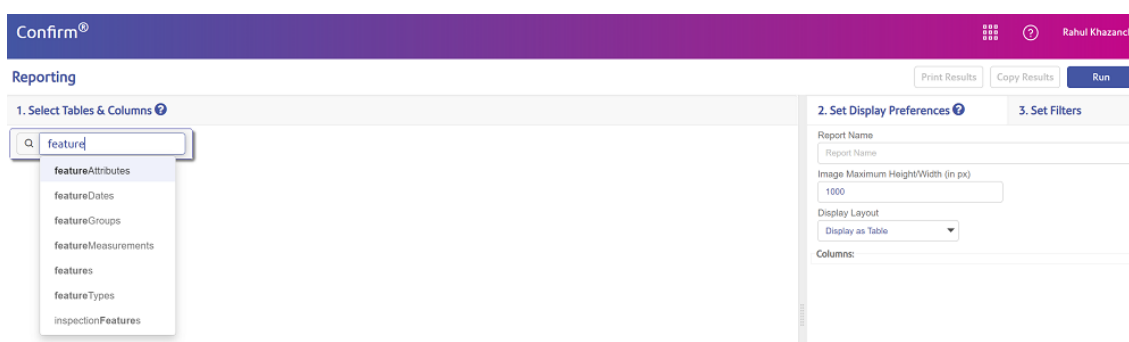 Confirm®
Rahul Khazanc
Reporting
Print Results
Copy Results
Run
1. Select Tables & Columns
2. Set Display Preferences
3. Set Filters
feature
Report Name
Report Name
featureAttributes
Image Maximum Height/Width (in px)
featureDates
1000
featureGroups
Display Layout
Display as Table
featureMeasurements
Columns:
features
featureTypes
inspectionFeatures